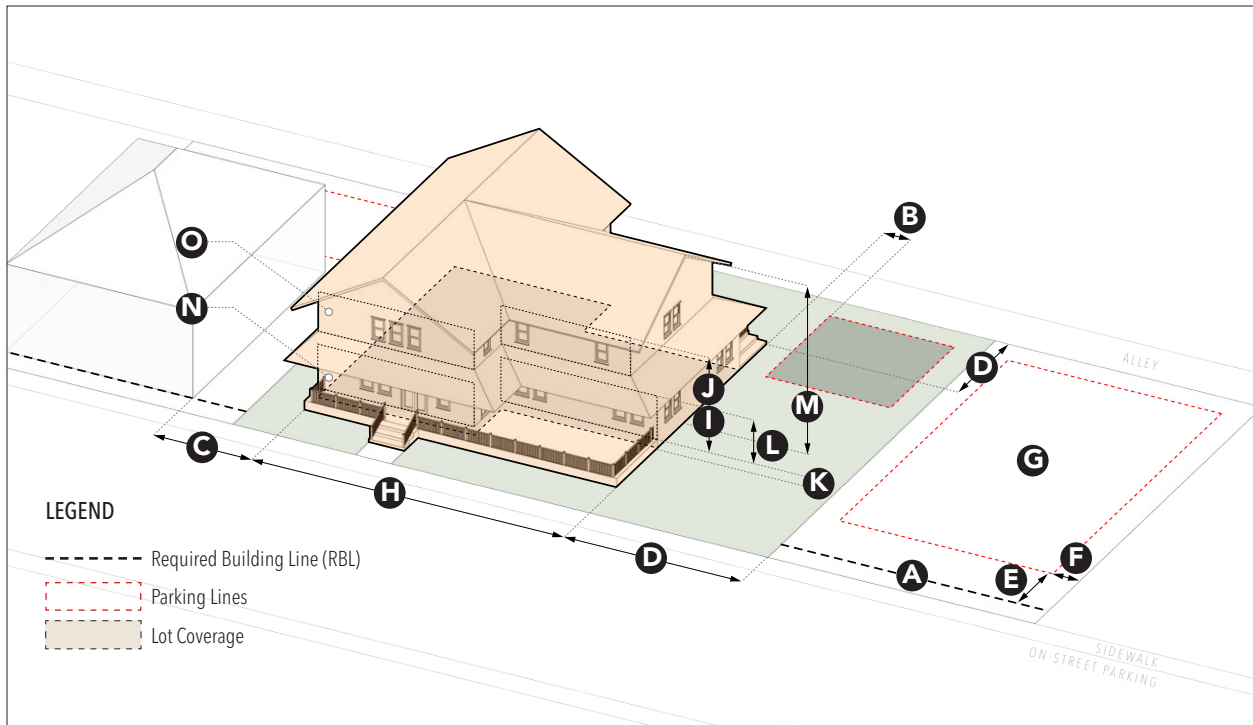 B
O
N
ALLEY
D
J
M
I
L
C
G
K
H
LEGEND
Required Building Line (RBL)
D
A
E
F
Parking Lines
Lot Coverage
SIDEWALK
ON-STREET PARKING